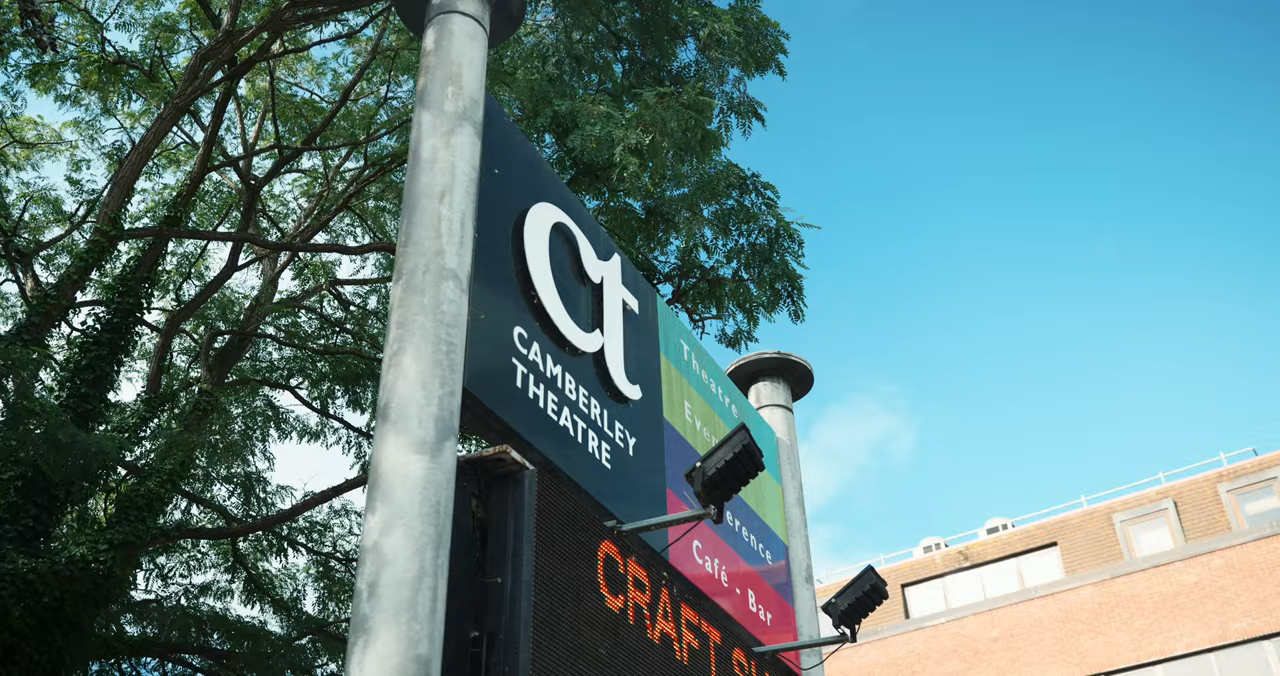 ct
CAMBERLEY
THEATRE
Theatre
Café - Bar
CRAFT